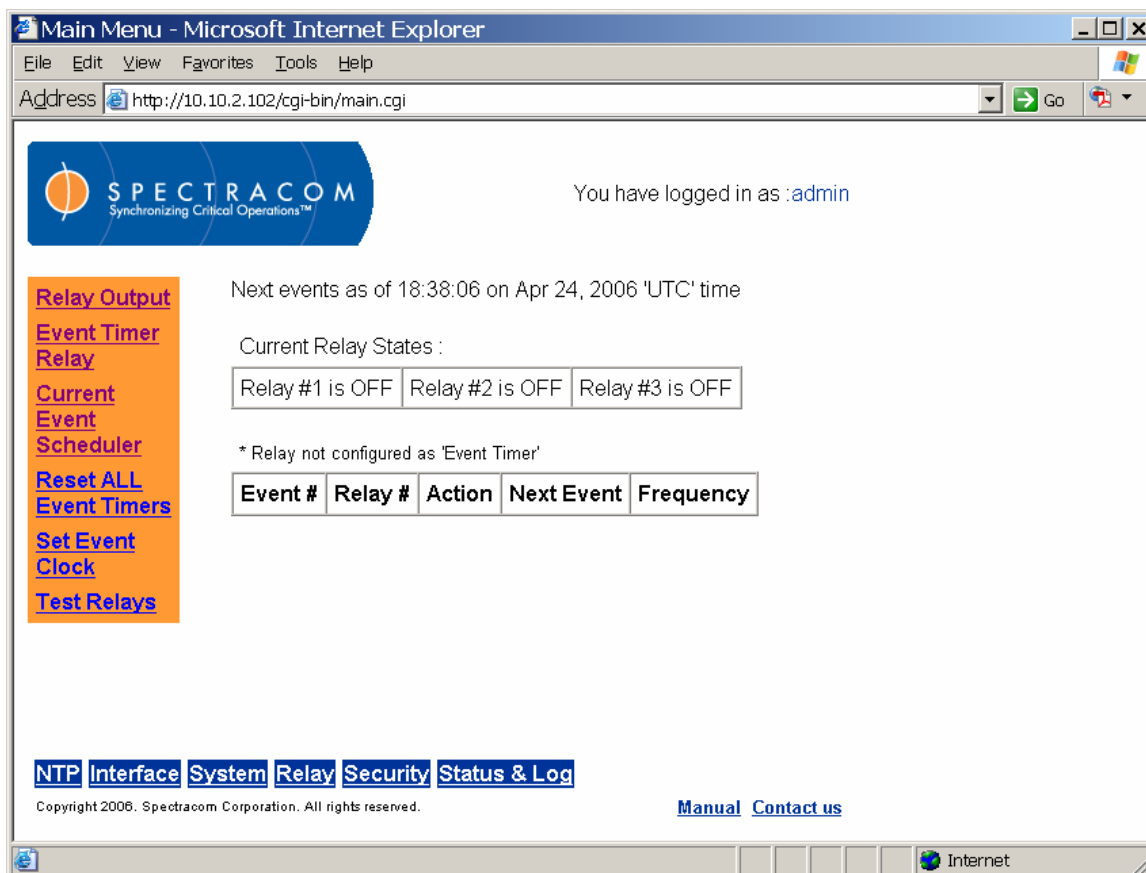 Main Menu - Microsoft Internet Explorer
File Edit View Favorites Tools Help
Address http://10.10.2.102/cgi-bin/main.cgi Go
SPECTRACOM
Synchronizing Critical Operations™
You have logged in as :admin
Relay Output
Event Timer
Relay
Current
Event
Scheduler
Reset ALL
Event Timers
Set Event
Clock
Test Relays
Next events as of 18:38:06 on Apr 24, 2006 'UTC' time
Current Relay States :
Relay #1 is OFF Relay #2 is OFF Relay #3 is OFF
* Relay not configured as 'Event Timer'
Event # Relay # Action Next Event Frequency
NTP Interface System Relay Security Status & Log
Copyright 2006. Spectracom Corporation. All rights reserved.
Manual Contact us
Internet